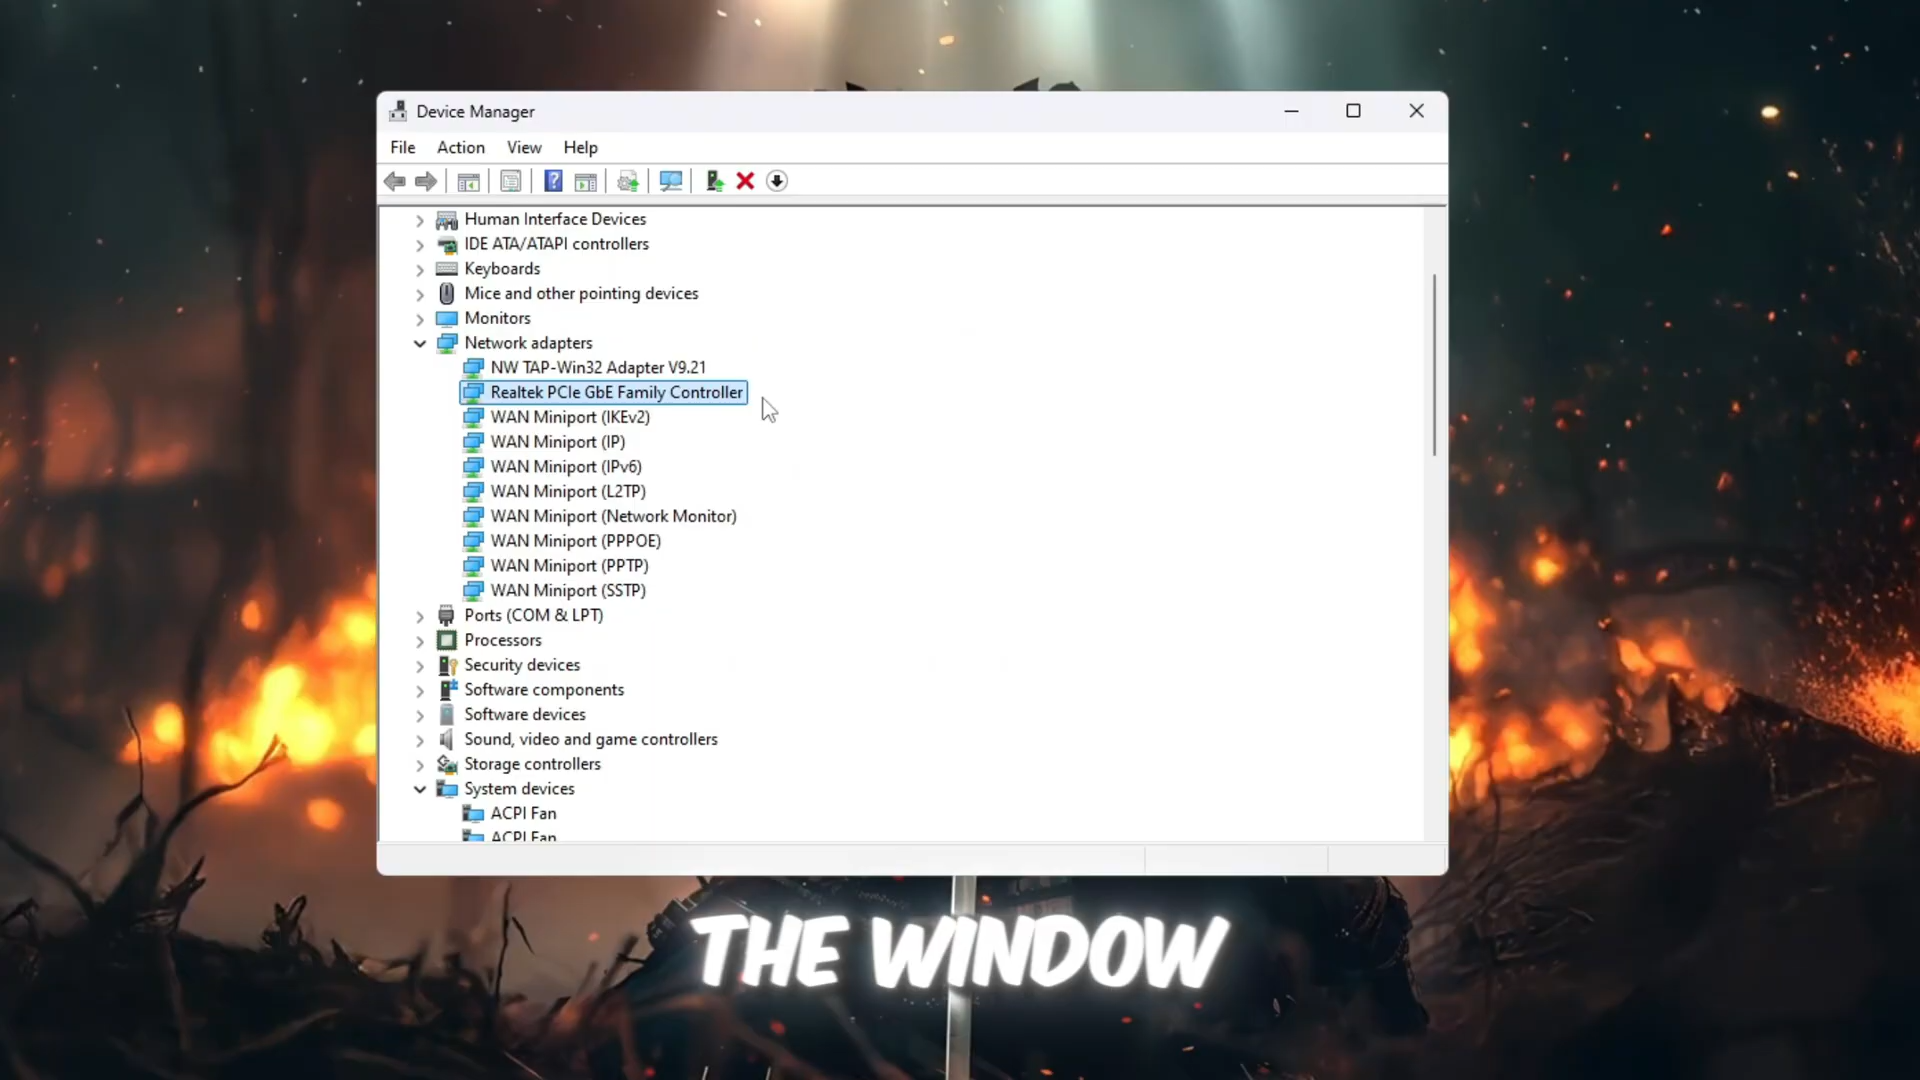 Device Manager
File Action View Help
Human Interface Devices
IDE ATA/ATAPI controllers
Keyboards
Mice and other pointing devices
Monitors
Network adapters
NW TAP-Win32 Adapter V9.21
Realtek PCIe GbE Family Controller
WAN Miniport (IKEv2)
WAN Miniport (IP)
WAN Miniport (IPv6)
WAN Miniport (L2TP)
WAN Miniport (Network Monitor)
WAN Miniport (PPPOE)
WAN Miniport (PPTP)
WAN Miniport (SSTP)
Ports (COM & LPT)
Processors
Security devices
Software components
Software devices
Sound, video and game controllers
Storage controllers
System devices
ACPI Fan
ACPI Fan
THE WINDOW